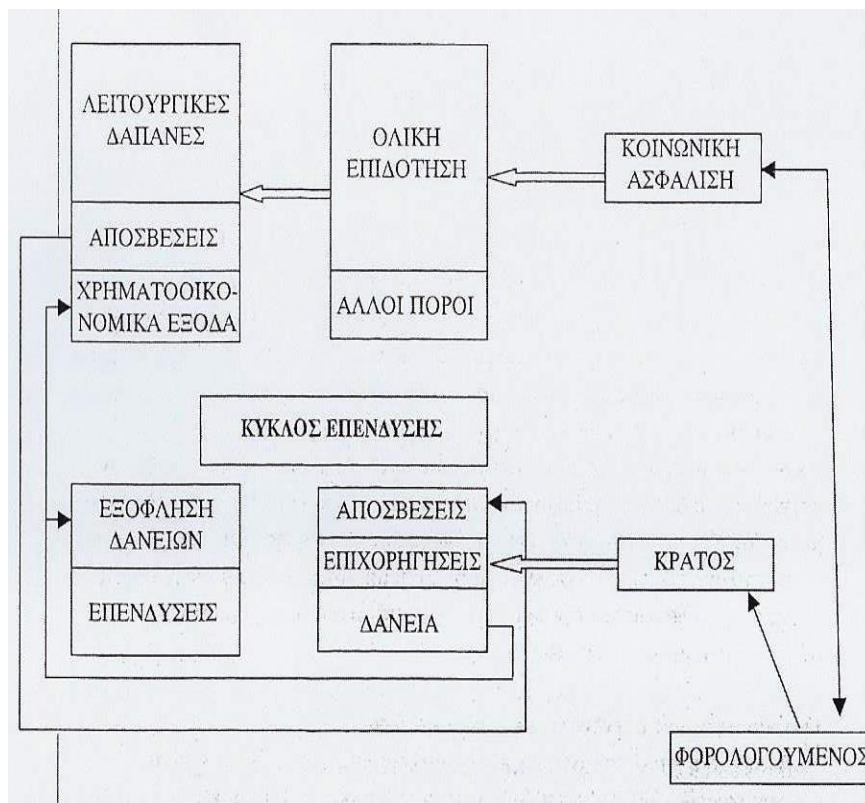 ΛΕΙΤΟΥΡΓΙΚΕΣ
ΔΑΠΑΝΕΣ
ΑΠΟΣΒΕΣΕΙΣ
ΧΡΗΜΑΤΟΟΙΚΟ-
ΝΟΜΙΚΑ ΕΞΟΔΑ
ΟΛΙΚΗ
ΕΠΙΔΟΤΗΣΗ
ΑΛΛΟΙ ΠΟΡΟΙ
ΚΟΙΝΩΝΙΚΗ
ΑΣΦΑΛΙΣΗ
ΚΥΚΛΟΣ ΕΠΕΝΔΥΣΗΣ
ΕΞΟΦΛΗΣΗ
ΔΑΝΕΙΩΝ
ΕΠΕΝΔΥΣΕΙΣ
ΑΠΟΣΒΕΣΕΙΣ
ΕΠΙΧΟΡΗΓΗΣΕΙΣ
ΔΑΝΕΙΑ
ΚΡΑΤΟΣ
ΦΟΡΟΛΟΓΟΥΜΕΝΟΣ